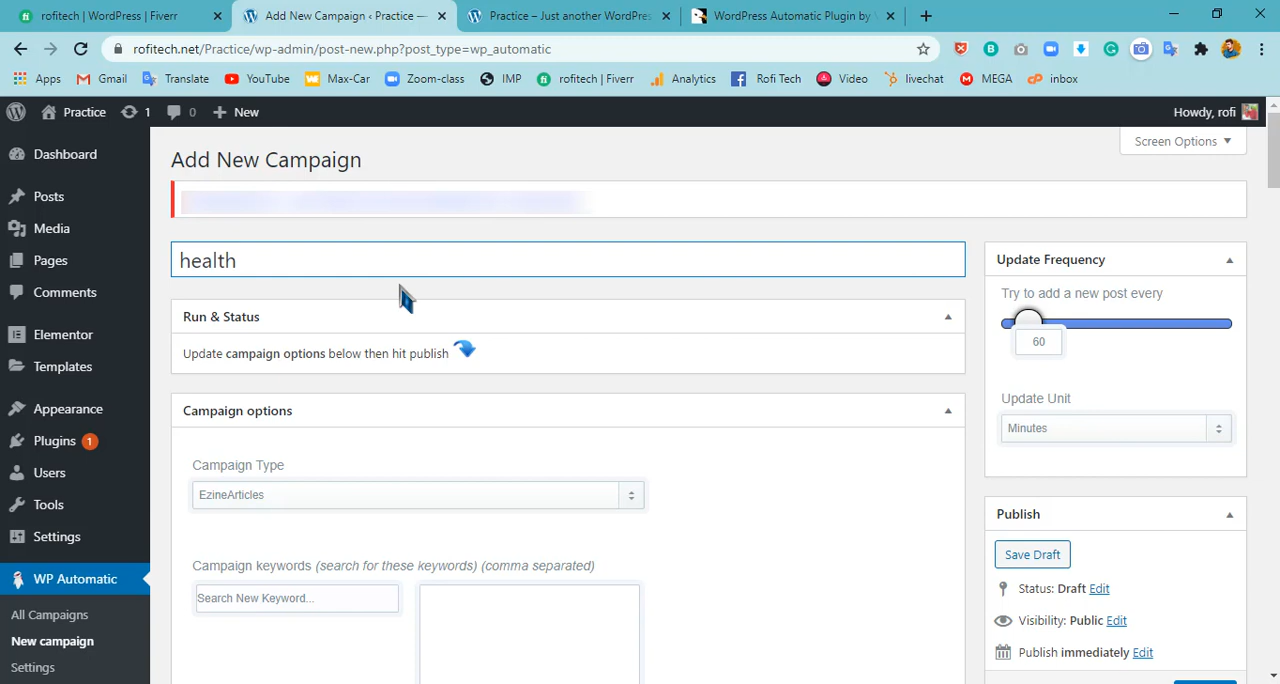 rofitech | WordPress | Fiverr
Add New Campaign ‹ Practice —
Practice – Just another WordPres
WordPress Automatic Plugin by V
rofitech.net/Practice/wp-admin/post-new.php?post_type=wp_automatic
Apps Gmail Translate YouTube Max-Car Zoom-class IMP rofitech | Fiverr Analytics Rofi Tech Video livechat MEGA inbox
Practice 1 0 New Howdy, rofi
Screen Options
Dashboard
Posts
Media
Pages
Comments
Elementor
Templates
Appearance
Plugins 1
Users
Tools
Settings
WP Automatic
All Campaigns
New campaign
Settings
Add New Campaign
health
Run & Status
Update campaign options below then hit publish
Campaign options
Campaign Type
EzineArticles
Campaign keywords (search for these keywords) (comma separated)
Search New Keyword...
Update Frequency
Try to add a new post every
60
Update Unit
Minutes
Publish
Save Draft
Status: Draft Edit
Visibility: Public Edit
Publish immediately Edit